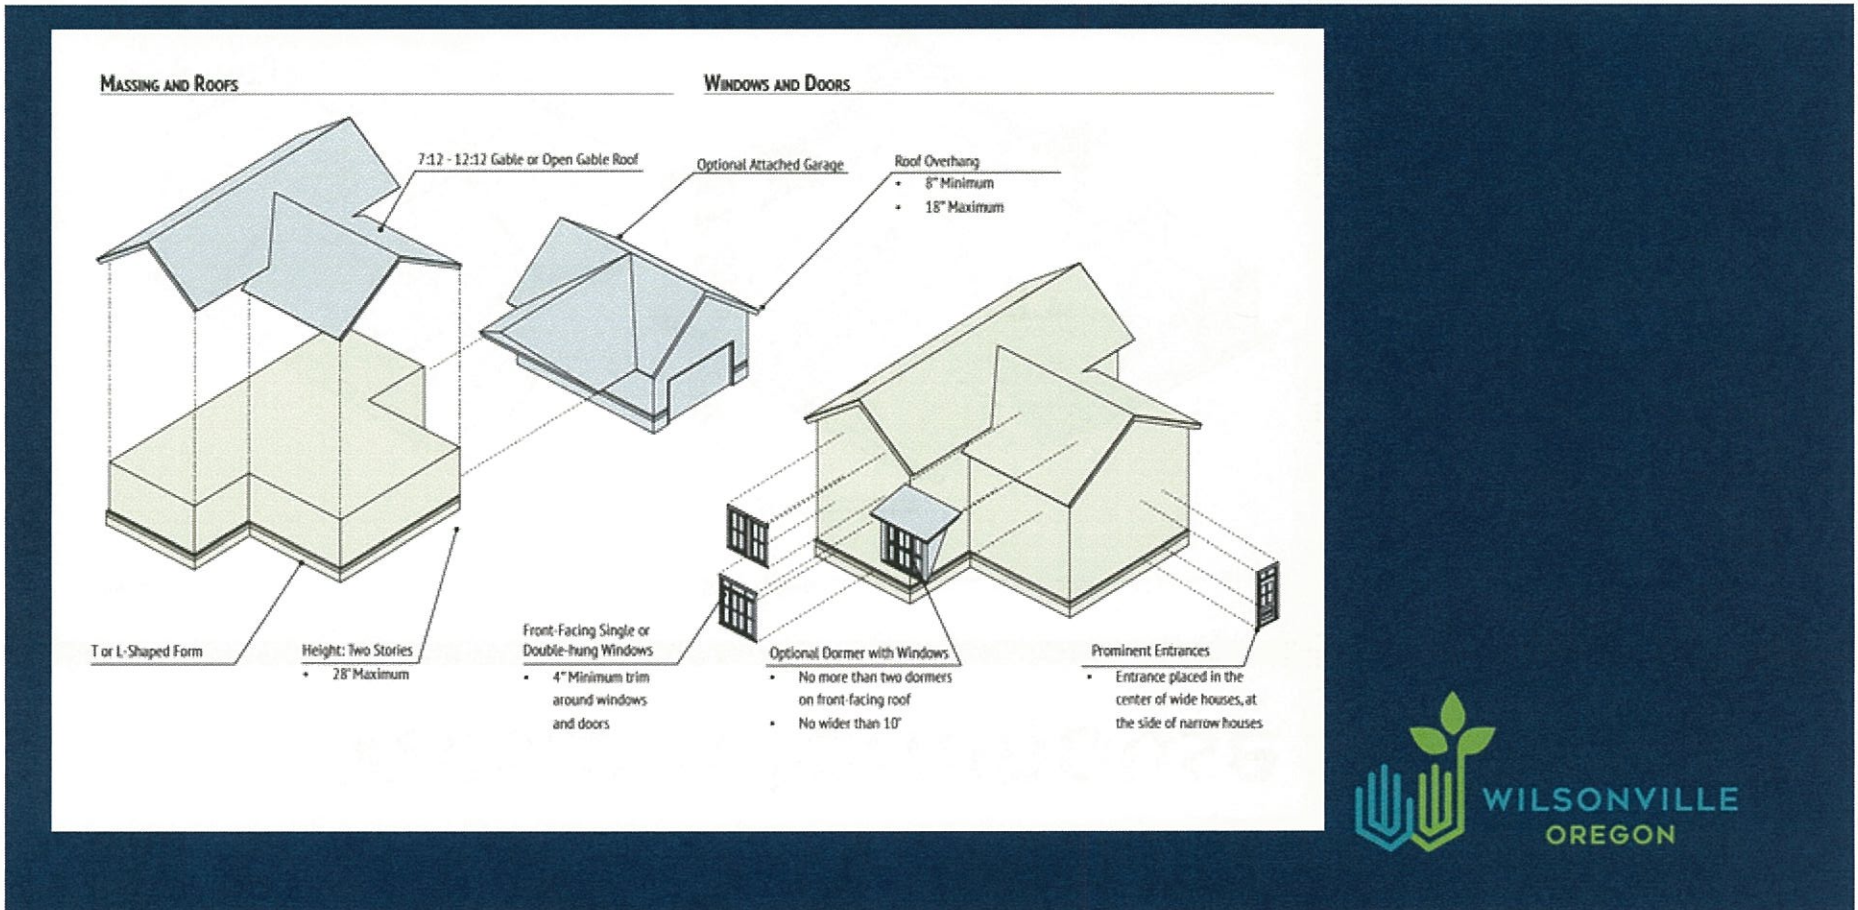 MASSING AND ROOFS
WINDOWS AND DOORS
7:12 - 12:12 Gable or Open Gable Roof
Optional Attached Garage
Roof Overhang
• 8" Minimum
• 18" Maximum
T or L-Shaped Form
Height: Two Stories
• 28' Maximum
Front-Facing Single or
Double-hung Windows
• 4" Minimum trim
around windows
and doors
Optional Dormer with Windows
• No more than two dormers
on front-facing roof
• No wider than 10'
Prominent Entrances
• Entrance placed in the
center of wide houses, at
the side of narrow houses
WILSONVILLE
OREGON